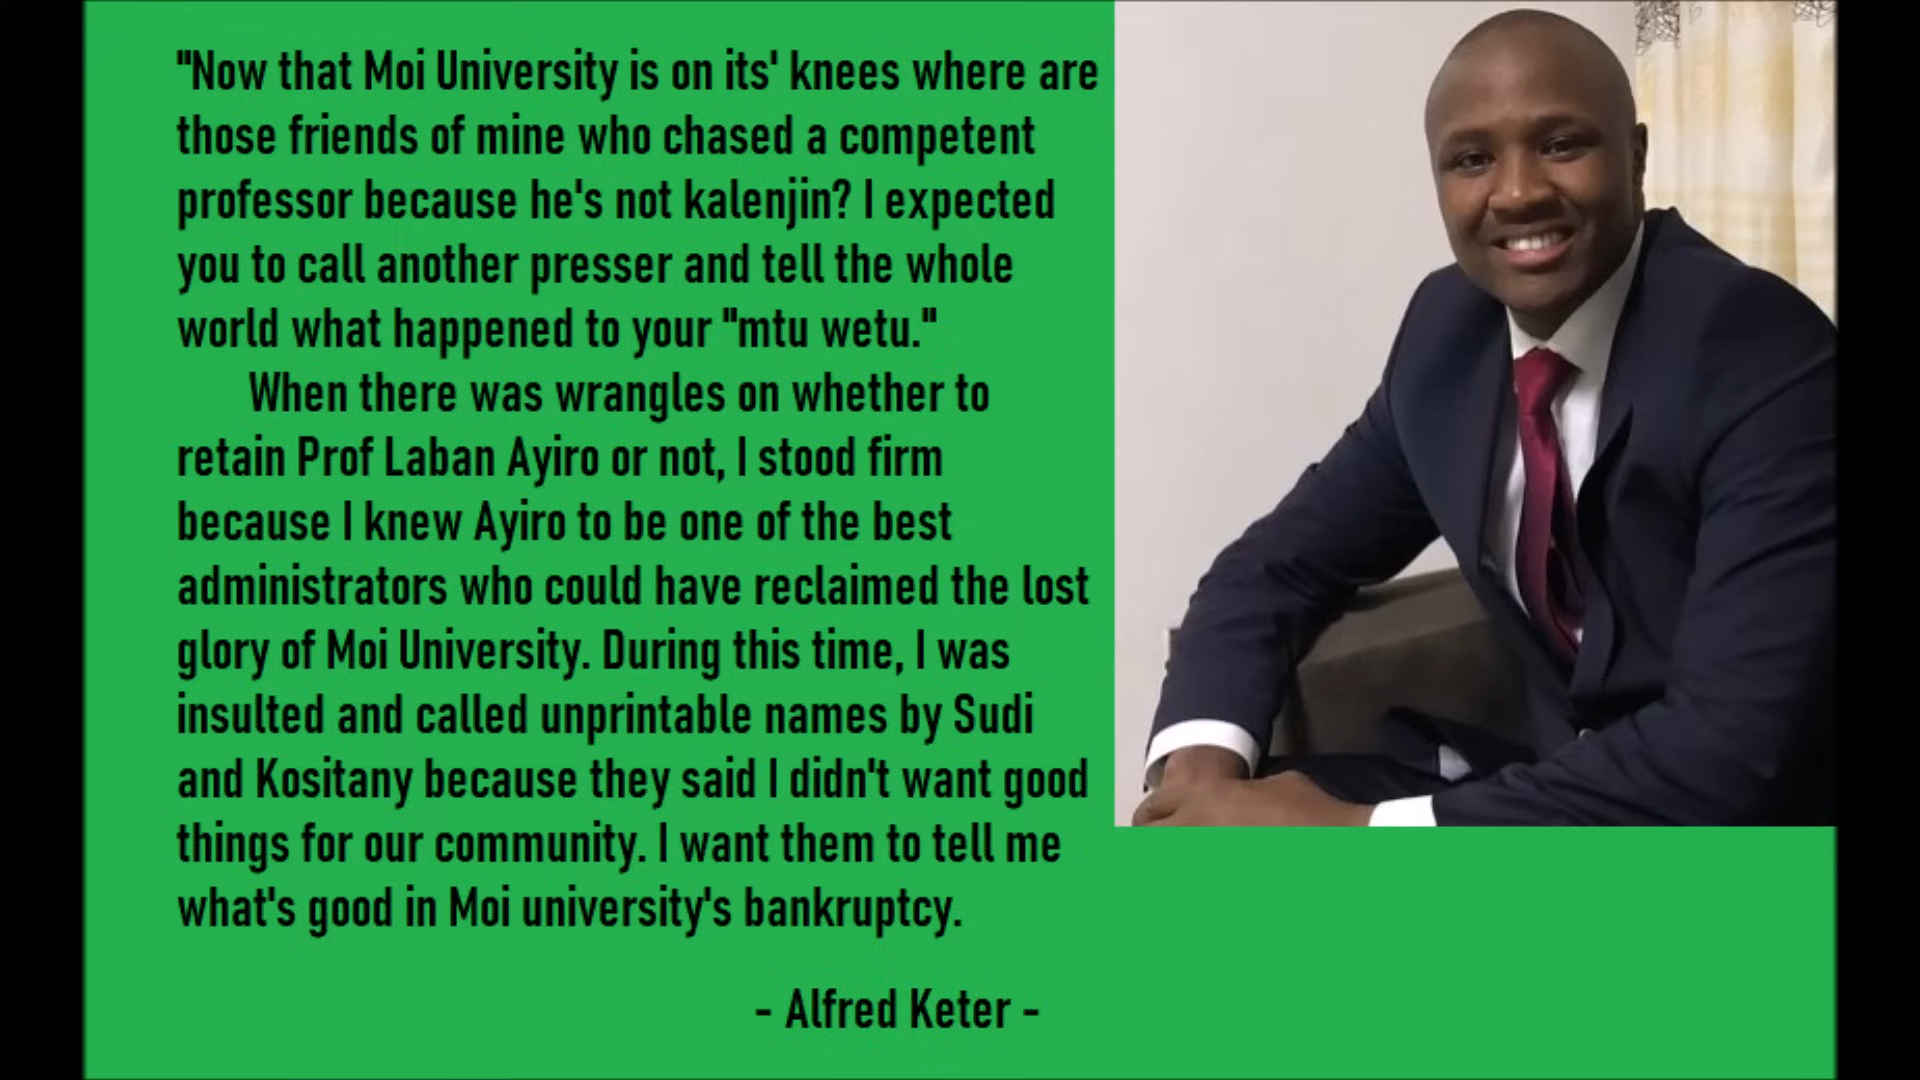 "Now that Moi University is on its' knees where are
those friends of mine who chased a competent
professor because he's not kalenjin? I expected
you to call another presser and tell the whole
world what happened to your "mtu wetu."
When there was wrangles on whether to
retain Prof Laban Ayiro or not, I stood firm
because I knew Ayiro to be one of the best
administrators who could have reclaimed the lost
glory of Moi University. During this time, I was
insulted and called unprintable names by Sudi
and Kositany because they said I didn't want good
things for our community. I want them to tell me
what's good in Moi university's bankruptcy.
- Alfred Keter -